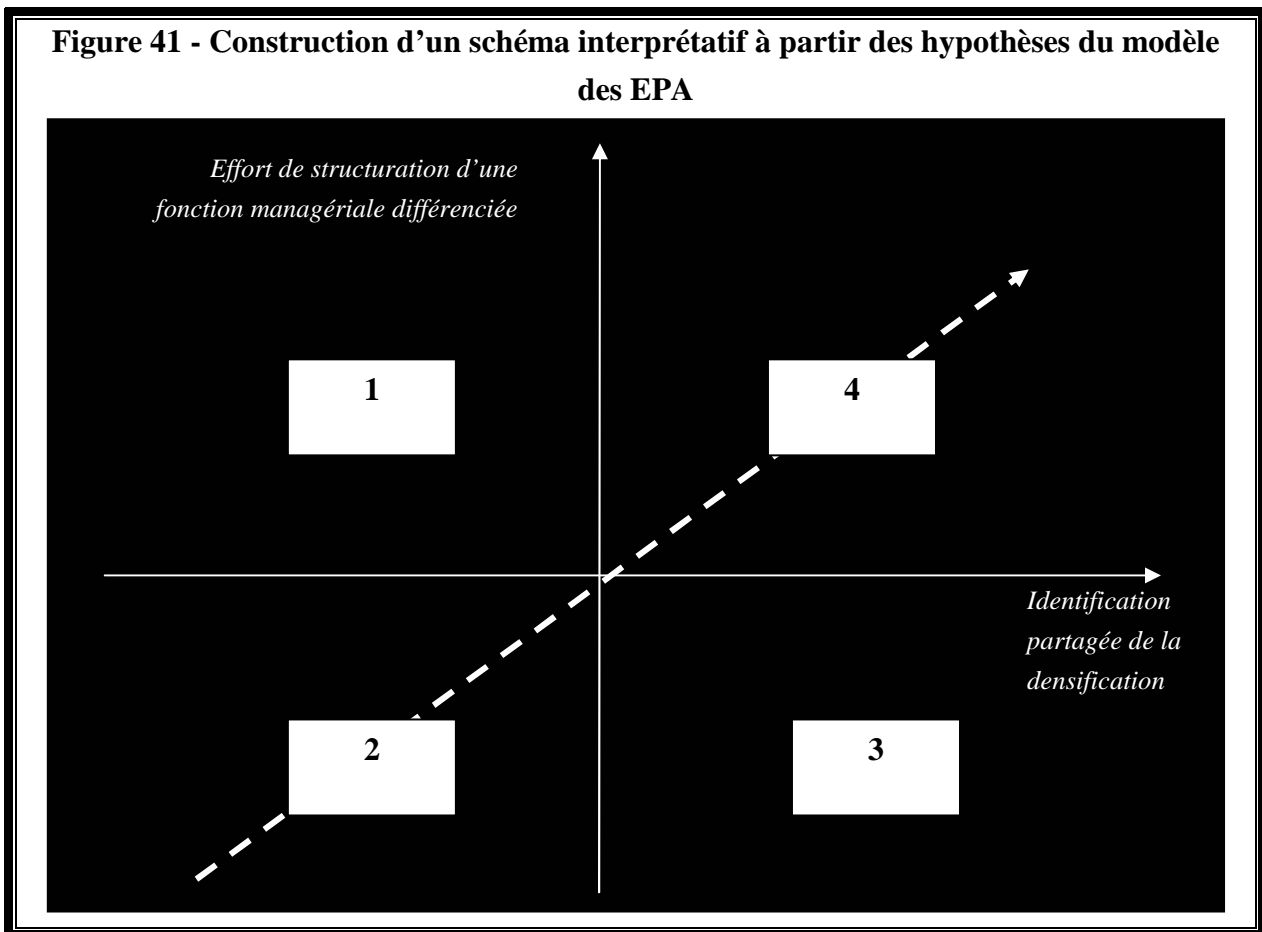 Figure 41 - Construction d’un schéma interprétatif à partir des hypothèses du modèle
des EPA
Effort de structuration d’une
fonction managériale différenciée
1
4
Identification
partagée de la
densification
2
3